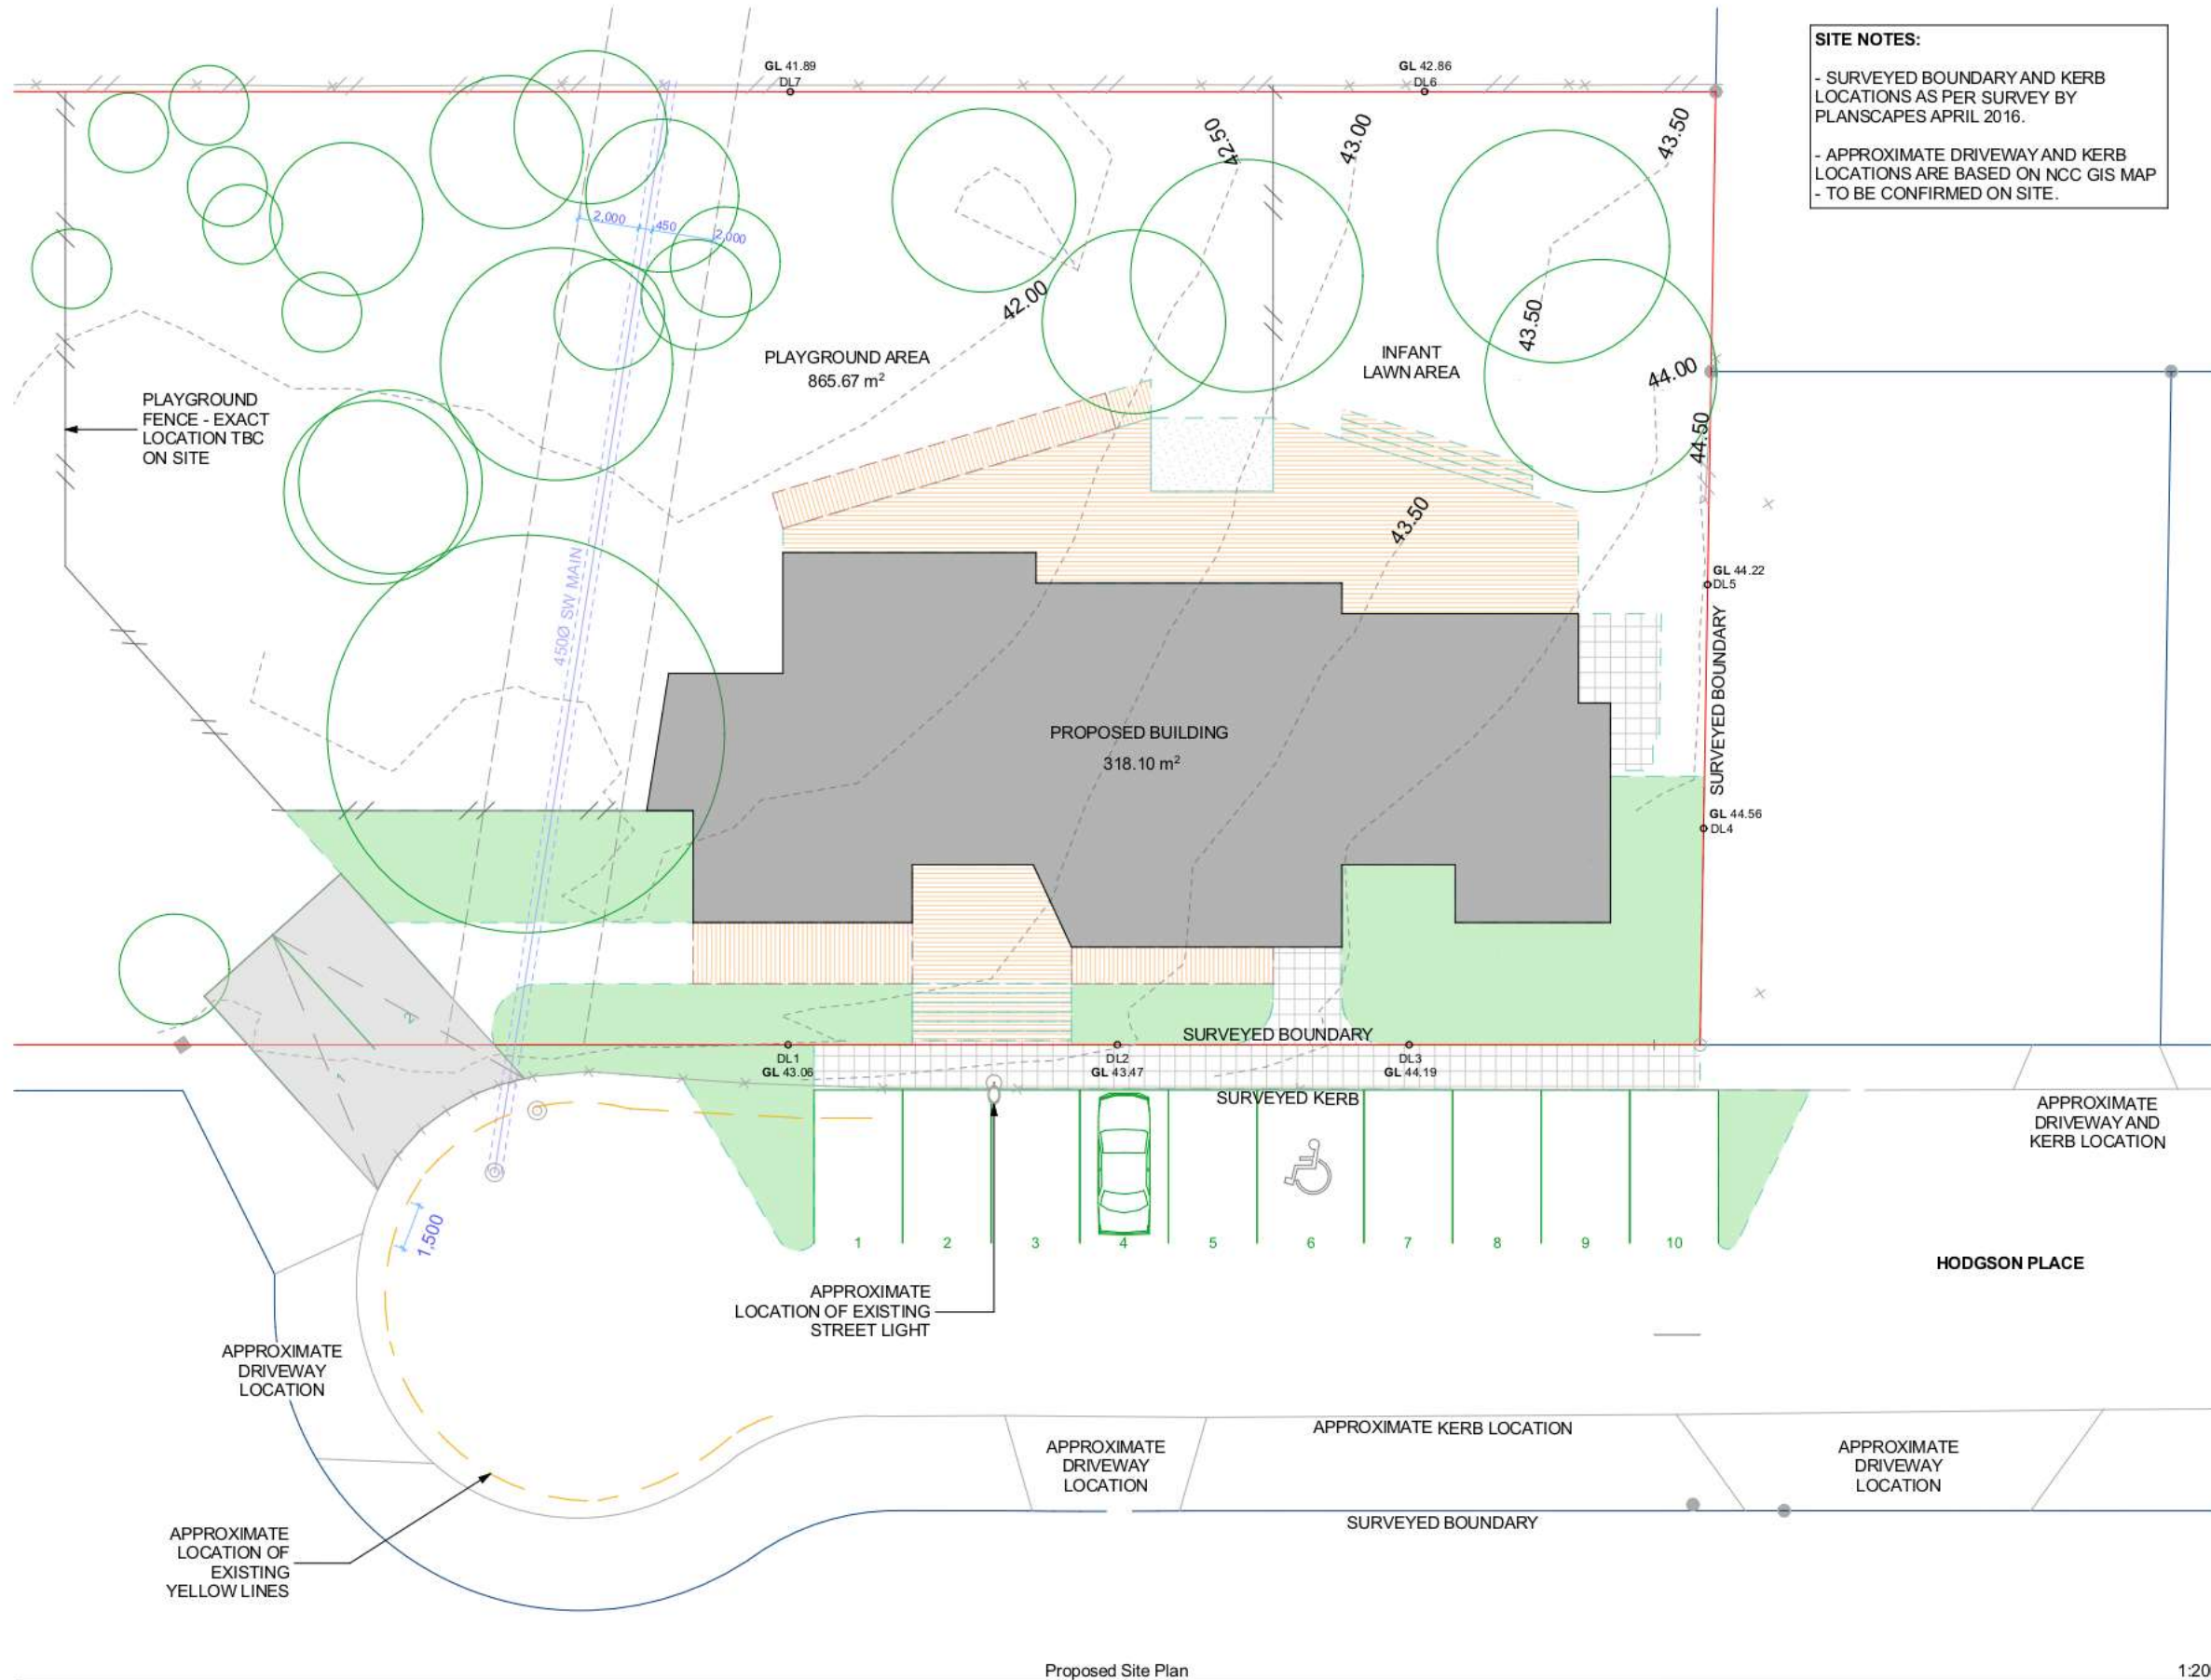 SITE NOTES:
- SURVEYED BOUNDARY AND KERB
LOCATIONS AS PER SURVEY BY
PLANSCAPES APRIL 2016.
- APPROXIMATE DRIVEWAY AND KERB
LOCATIONS ARE BASED ON NCC GIS MAP
- TO BE CONFIRMED ON SITE.
GL 41.89
DL7
GL 42.86
DL6
42.50
43.00
43.50
2,000
450
2,000
42.00
43.50
PLAYGROUND AREA
865.67 m²
INFANT
LAWN AREA
44.00
44.50
PLAYGROUND
FENCE - EXACT
LOCATION TBC
ON SITE
43.50
450Ø SW MAIN
GL 44.22
DL5
SURVEYED BOUNDARY
PROPOSED BUILDING
318.10 m²
GL 44.56
DL4
2
1
SURVEYED BOUNDARY
DL1
GL 43.06
DL2
GL 43.47
DL3
GL 44.19
SURVEYED KERB
APPROXIMATE
DRIVEWAY AND
KERB LOCATION
1,500
1
2
3
4
5
6
7
8
9
10
HODGSON PLACE
APPROXIMATE
LOCATION OF EXISTING
STREET LIGHT
APPROXIMATE
DRIVEWAY
LOCATION
APPROXIMATE KERB LOCATION
APPROXIMATE
DRIVEWAY
LOCATION
APPROXIMATE
DRIVEWAY
LOCATION
SURVEYED BOUNDARY
APPROXIMATE
LOCATION OF
EXISTING
YELLOW LINES
Proposed Site Plan
1:20